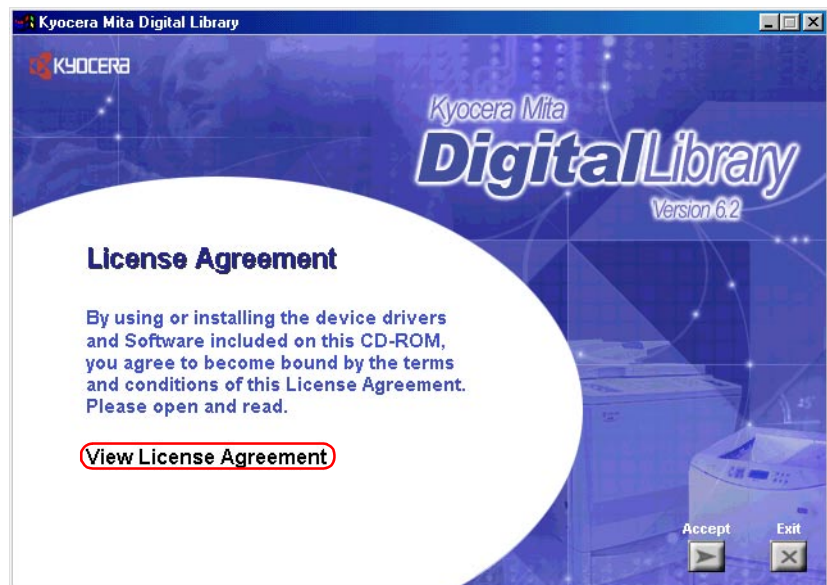 Kyocera Mita Digital Library
KYOCERA
Kyocera Mita
DigitalLibrary
Version 6.2
License Agreement
By using or installing the device drivers
and Software included on this CD-ROM,
you agree to become bound by the terms
and conditions of this License Agreement.
Please open and read.
View License Agreement
Accept Exit